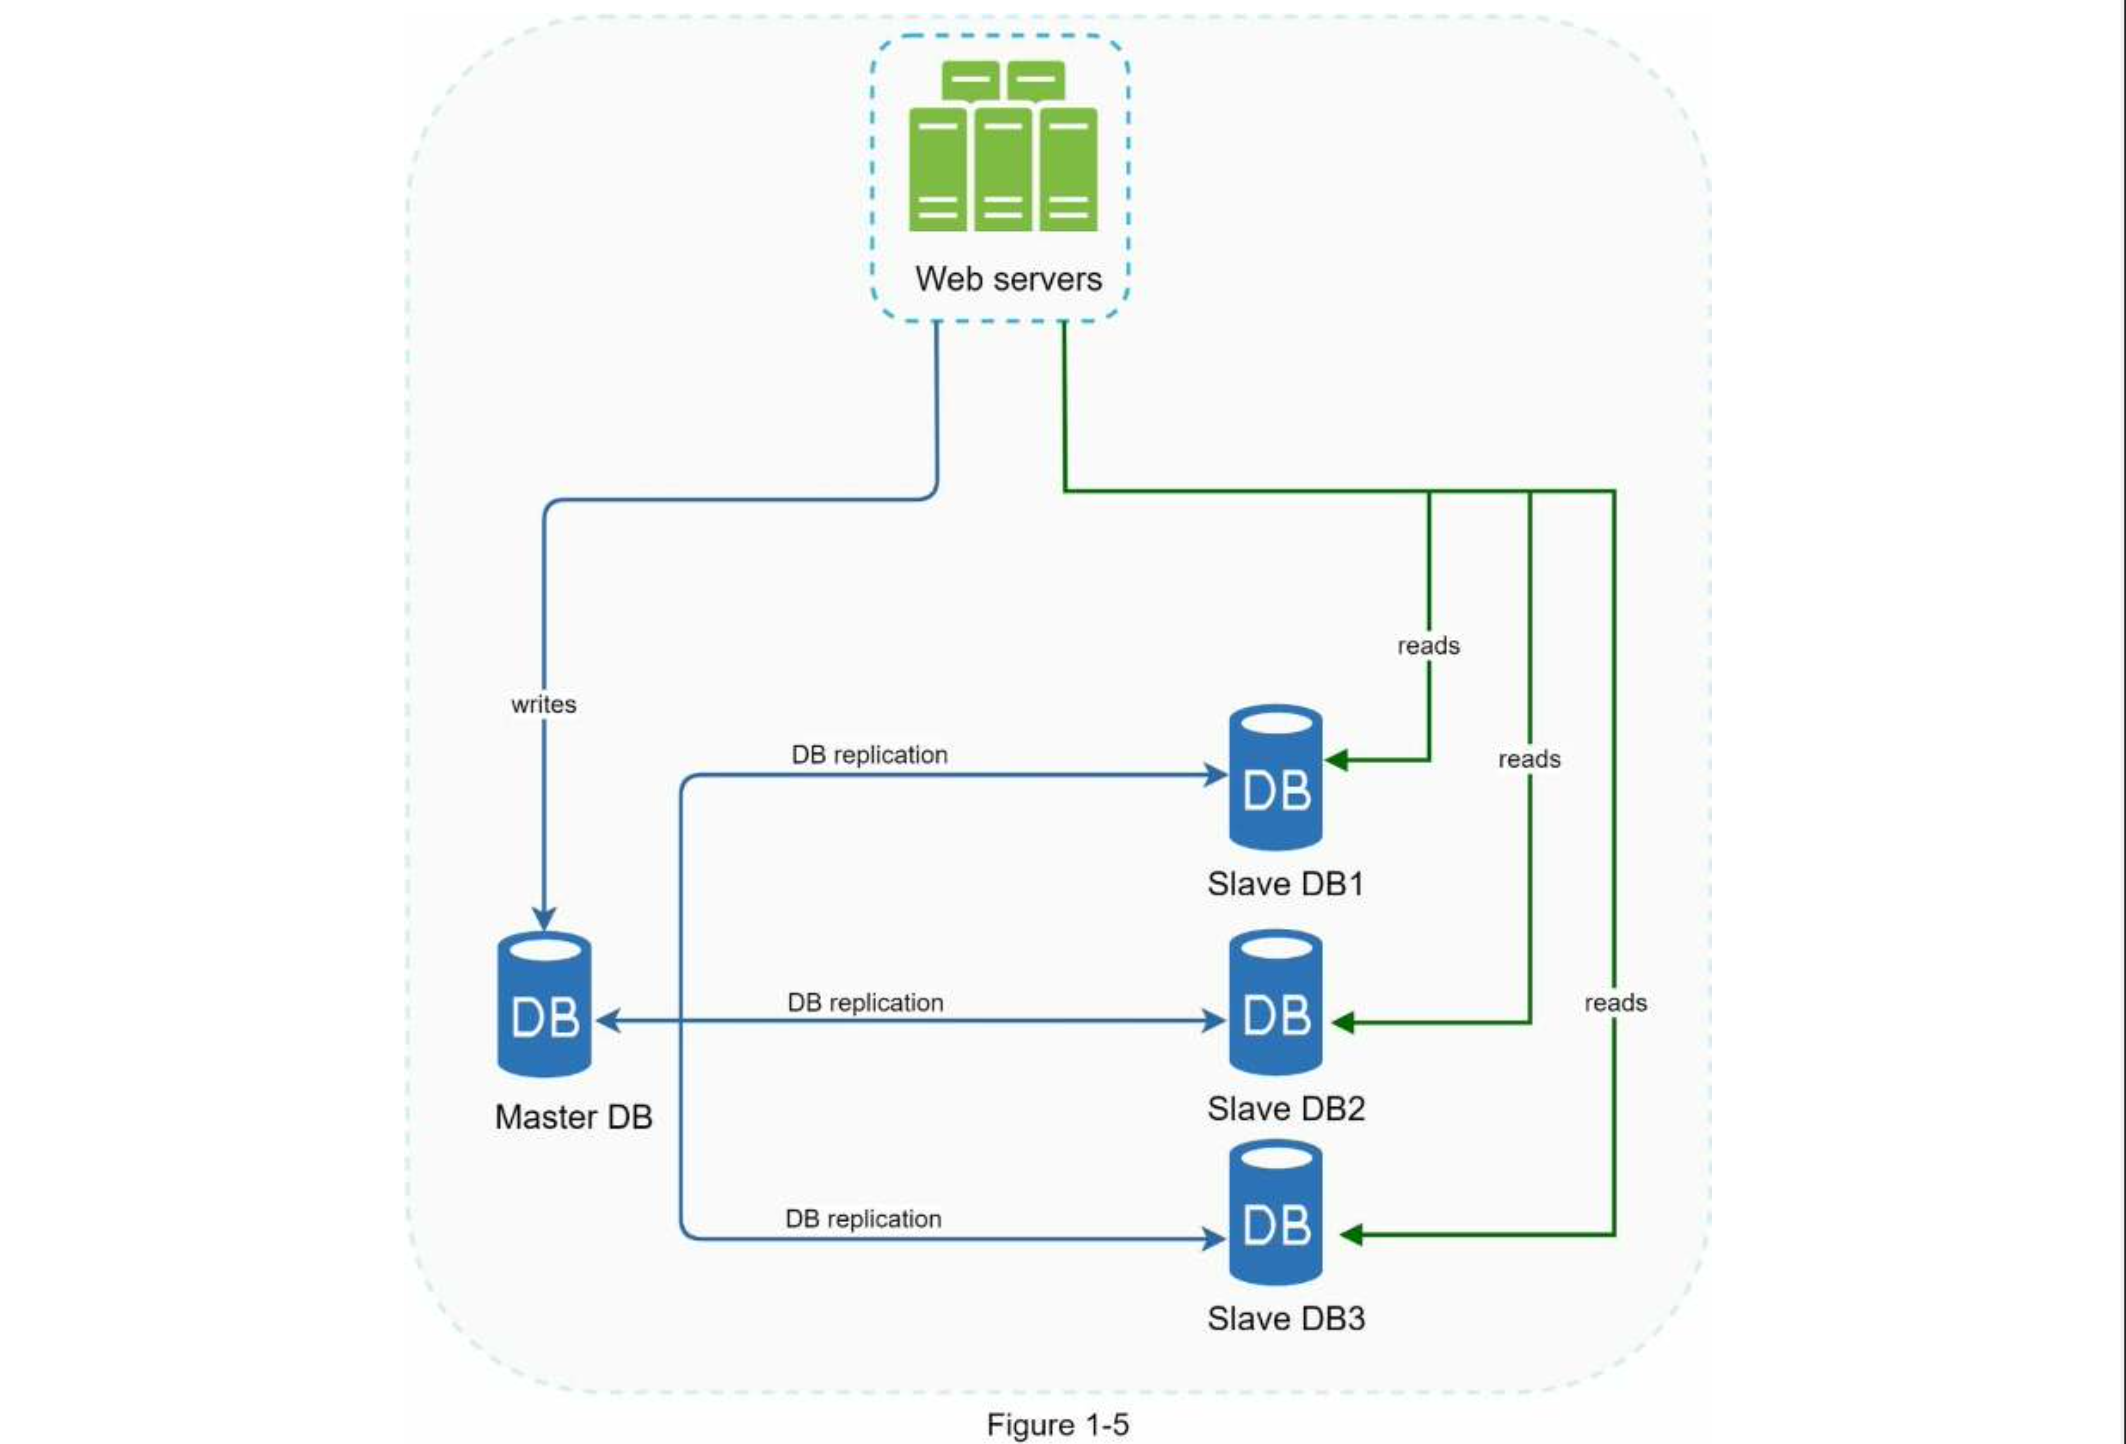 Web servers
reads
writes
DB replication
reads
DB
Slave DB1
DB
DB replication
DB
reads
Master DB
Slave DB2
DB replication
DB
Slave DB3
Figure 1-5